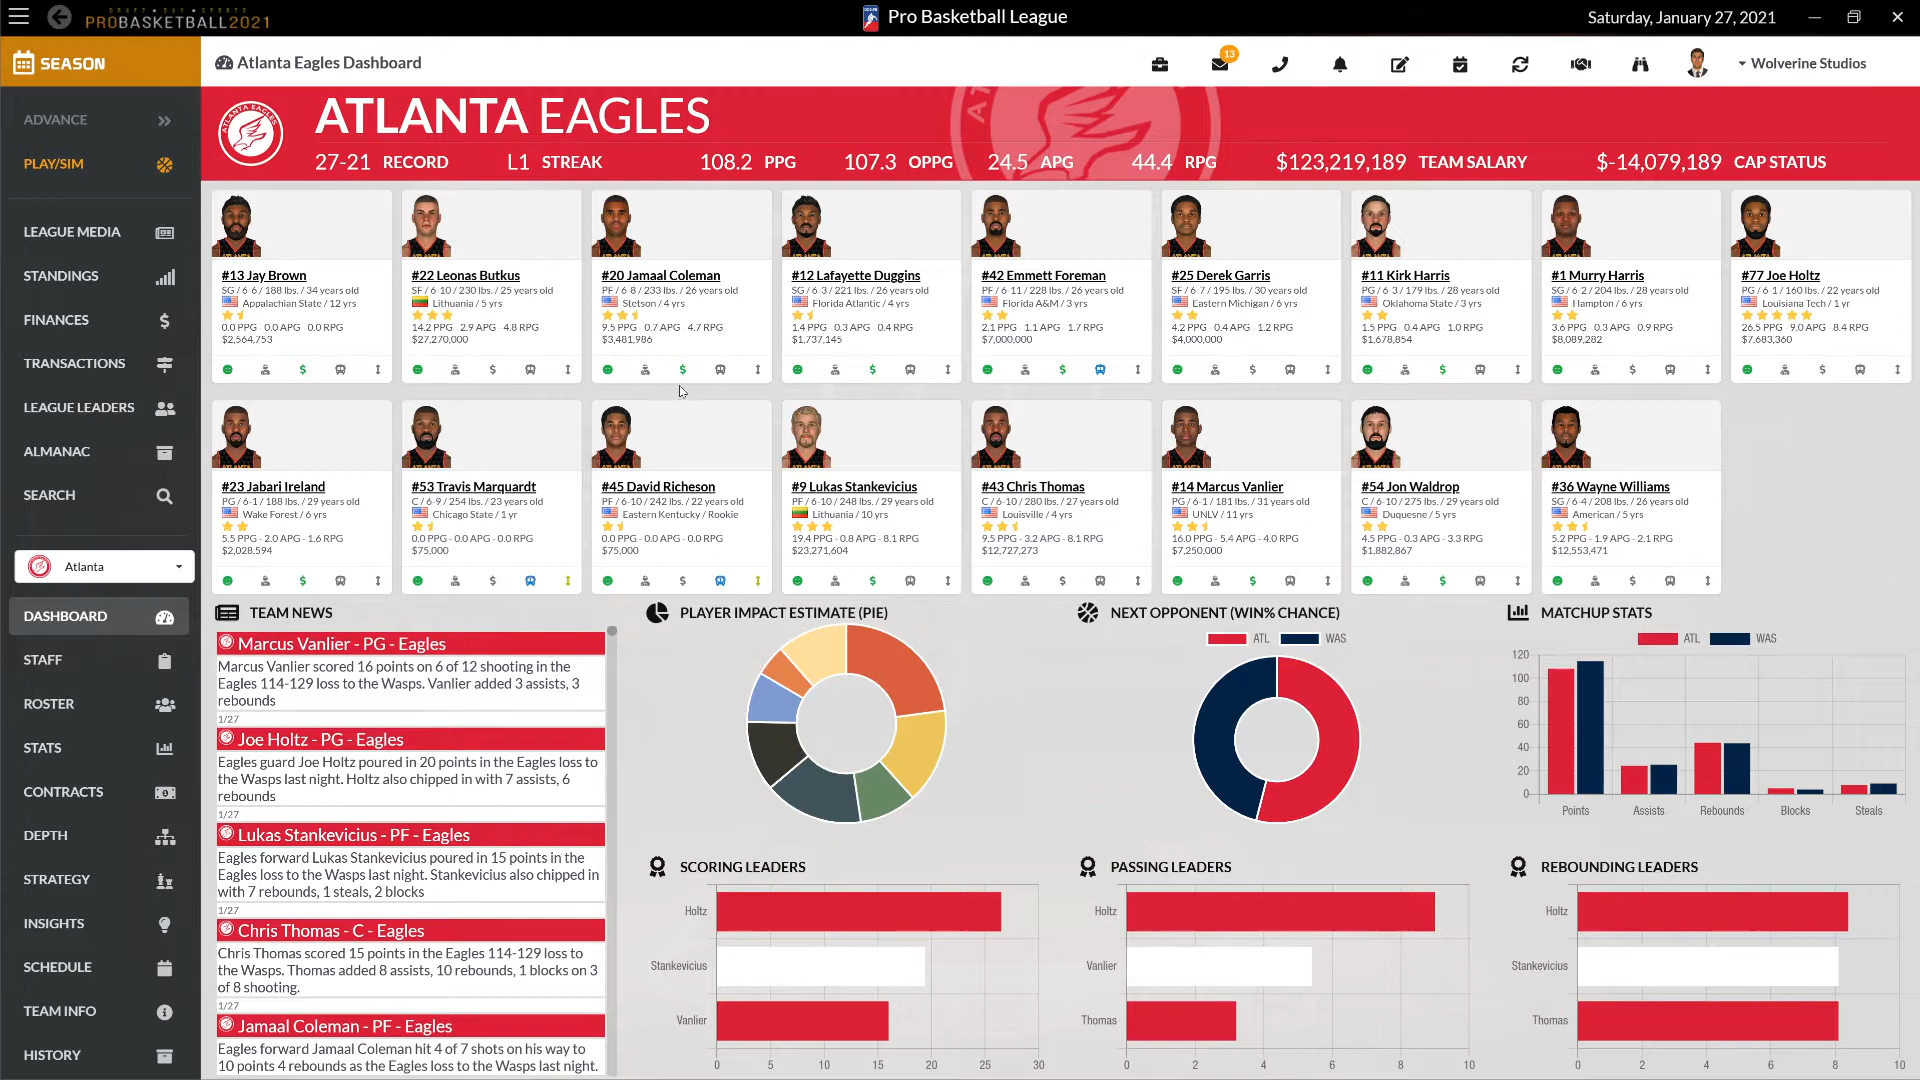 DRAFT · DAY · SPORTS
PROBASKETBALL2021
Pro Basketball League
Saturday, January 27, 2021
SEASON
Atlanta Eagles Dashboard
13
Wolverine Studios
ADVANCE
PLAY/SIM
LEAGUE MEDIA
STANDINGS
FINANCES
TRANSACTIONS
LEAGUE LEADERS
ALMANAC
SEARCH
Atlanta
DASHBOARD
STAFF
ROSTER
STATS
CONTRACTS
DEPTH
STRATEGY
INSIGHTS
SCHEDULE
TEAM INFO
HISTORY
ATLANTA EAGLES
27-21 RECORD L1 STREAK 108.2 PPG 107.3 OPPG 24.5 APG 44.4 RPG $123,219,189 TEAM SALARY $-14,079,189 CAP STATUS
#13 Jay Brown
SG / 6-6 / 188 lbs. / 34 years old
Appalachian State / 12 yrs
0.0 PPG - 0.0 APG - 0.0 RPG
$2,564,753
#22 Leonas Butkus
SF / 6-10 / 230 lbs. / 25 years old
Lithuania / 5 yrs
14.2 PPG - 2.9 APG - 4.8 RPG
$27,270,000
#20 Jamaal Coleman
PF / 6-8 / 233 lbs. / 26 years old
Stetson / 4 yrs
9.5 PPG - 0.7 APG - 4.7 RPG
$3,481,986
#12 Lafayette Duggins
SG / 6-3 / 221 lbs. / 26 years old
Florida Atlantic / 4 yrs
1.4 PPG - 0.3 APG - 0.4 RPG
$1,737,145
#42 Emmett Foreman
PF / 6-11 / 228 lbs. / 26 years old
Florida A&M / 3 yrs
2.1 PPG - 1.1 APG - 1.7 RPG
$7,000,000
#25 Derek Garris
SF / 6-7 / 195 lbs. / 30 years old
Eastern Michigan / 6 yrs
4.2 PPG - 0.4 APG - 1.2 RPG
$4,000,000
#11 Kirk Harris
PG / 6-3 / 179 lbs. / 28 years old
Oklahoma State / 3 yrs
1.5 PPG - 0.4 APG - 1.0 RPG
$1,678,854
#1 Murry Harris
SG / 6-2 / 204 lbs. / 28 years old
Hampton / 6 yrs
3.6 PPG - 0.3 APG - 0.9 RPG
$8,089,282
#77 Joe Holtz
PG / 6-1 / 160 lbs. / 22 years old
Louisiana Tech / 1 yr
26.5 PPG - 9.0 APG - 8.4 RPG
$7,683,360
#23 Jabari Ireland
PG / 6-1 / 188 lbs. / 29 years old
Wake Forest / 6 yrs
5.5 PPG - 2.0 APG - 1.6 RPG
$2,028,594
#53 Travis Marquardt
C / 6-9 / 254 lbs. / 23 years old
Chicago State / 1 yr
0.0 PPG - 0.0 APG - 0.0 RPG
$75,000
#45 David Richeson
PF / 6-10 / 242 lbs. / 22 years old
Eastern Kentucky / Rookie
0.0 PPG - 0.0 APG - 0.0 RPG
$75,000
#9 Lukas Stankevicius
PF / 6-10 / 248 lbs. / 29 years old
Lithuania / 10 yrs
19.4 PPG - 0.8 APG - 8.1 RPG
$23,271,604
#43 Chris Thomas
C / 6-10 / 280 lbs. / 27 years old
Louisville / 4 yrs
9.5 PPG - 3.2 APG - 8.1 RPG
$12,727,273
#14 Marcus Vanlier
PG / 6-1 / 181 lbs. / 31 years old
UNLV / 11 yrs
16.0 PPG - 5.4 APG - 4.0 RPG
$7,250,000
#54 Jon Waldrop
C / 6-10 / 275 lbs. / 29 years old
Duquesne / 5 yrs
4.5 PPG - 0.3 APG - 3.3 RPG
$1,882,867
#36 Wayne Williams
SG / 6-4 / 208 lbs. / 26 years old
American / 5 yrs
5.2 PPG - 1.9 APG - 2.1 RPG
$12,553,471
TEAM NEWS
Marcus Vanlier - PG - Eagles
Marcus Vanlier scored 16 points on 6 of 12 shooting in the
Eagles 114-129 loss to the Wasps. Vanlier added 3 assists, 3
rebounds
1/27
Joe Holtz - PG - Eagles
Eagles guard Joe Holtz poured in 20 points in the Eagles loss to
the Wasps last night. Holtz also chipped in with 7 assists, 6
rebounds
1/27
Lukas Stankevicius - PF - Eagles
Eagles forward Lukas Stankevicius poured in 15 points in the
Eagles loss to the Wasps last night. Stankevicius also chipped in
with 7 rebounds, 1 steals, 2 blocks
1/27
Chris Thomas - C - Eagles
Chris Thomas scored 15 points in the Eagles 114-129 loss to
the Wasps. Thomas added 8 assists, 10 rebounds, 1 blocks on 3
of 8 shooting.
1/27
Jamaal Coleman - PF - Eagles
Eagles forward Jamaal Coleman hit 4 of 7 shots on his way to
10 points 4 rebounds as the Eagles loss to the Wasps last night.
PLAYER IMPACT ESTIMATE (PIE)
NEXT OPPONENT (WIN% CHANCE)
ATL WAS
MATCHUP STATS
ATL WAS
120
100
80
60
40
20
0
Points Assists Rebounds Blocks Steals
SCORING LEADERS
Holtz
Stankevicius
Vanlier
0 5 10 15 20 25 30
PASSING LEADERS
Holtz
Vanlier
Thomas
0 2 4 6 8 10
REBOUNDING LEADERS
Holtz
Stankevicius
Thomas
0 2 4 6 8 10